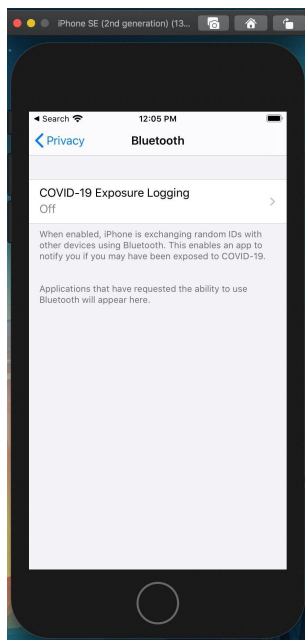 iPhone SE (2nd generation) (13...
◀ Search 12:05 PM
Privacy Bluetooth
COVID-19 Exposure Logging
Off
When enabled, iPhone is exchanging random IDs with
other devices using Bluetooth. This enables an app to
notify you if you may have been exposed to COVID-19.
Applications that have requested the ability to use
Bluetooth will appear here.